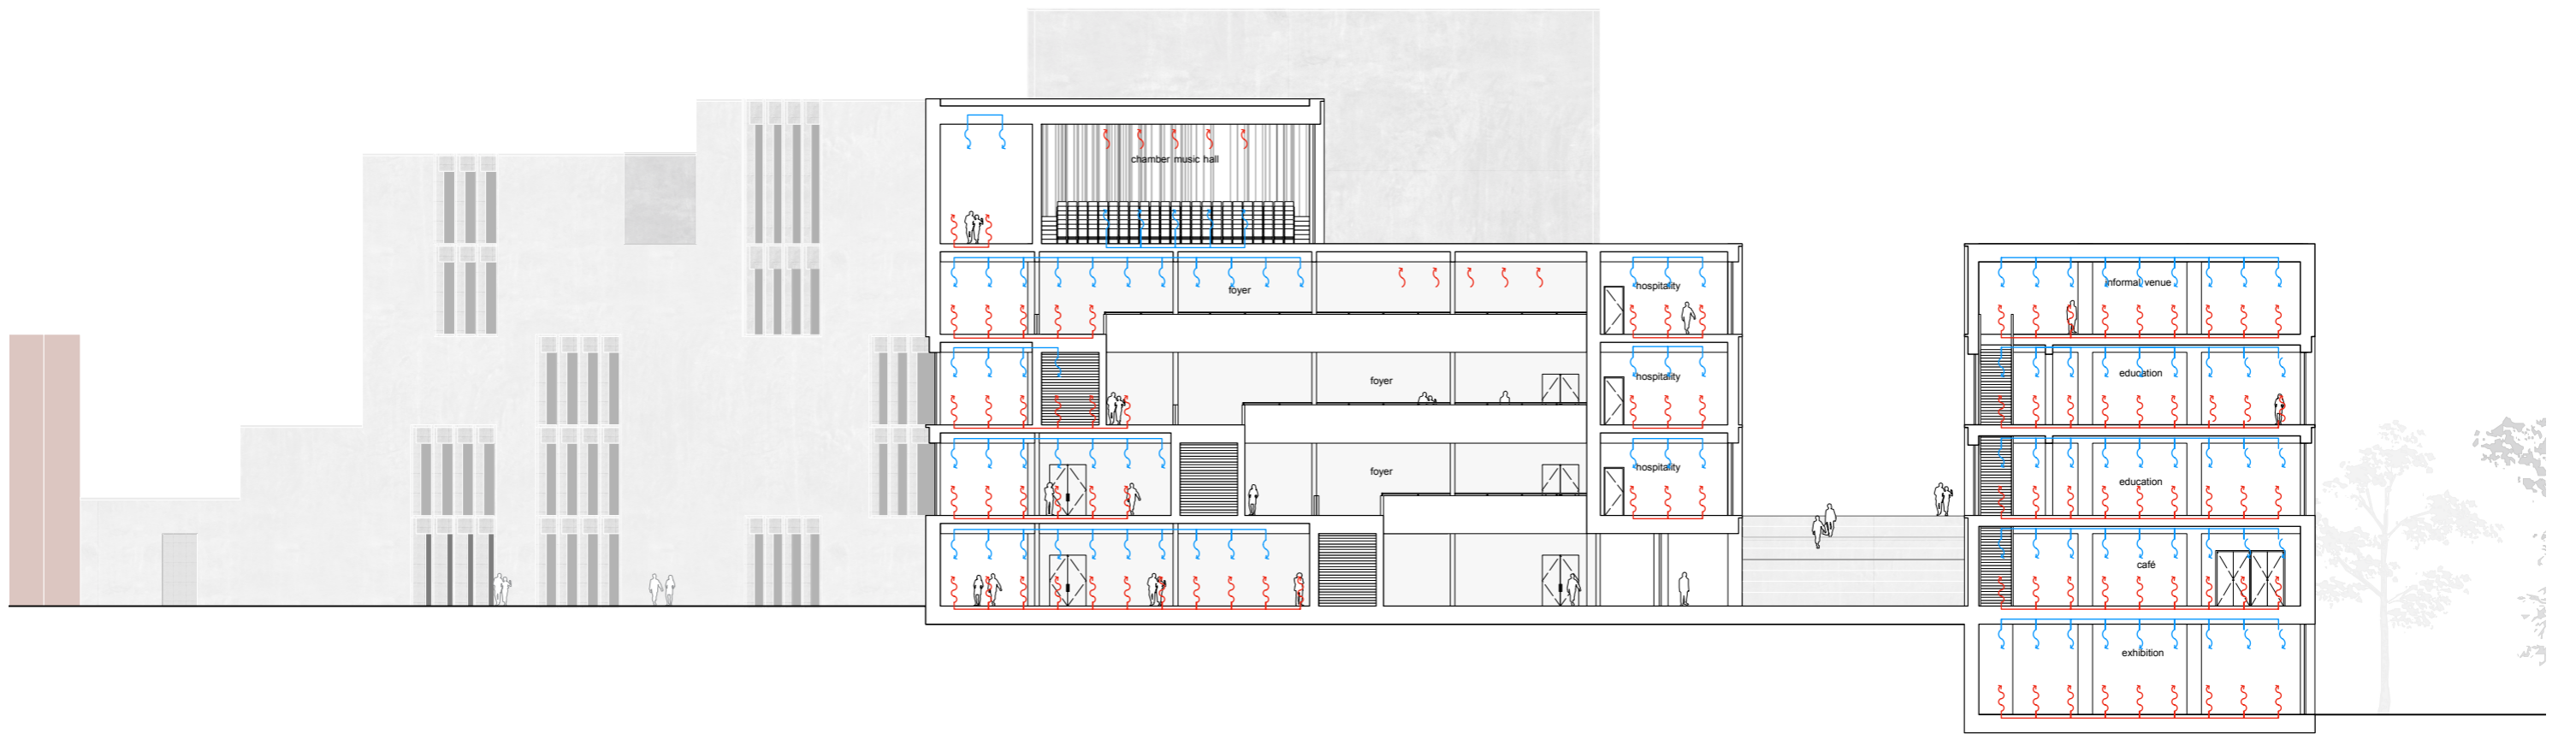 chamber music hall
foyer
hospitality
informal venue
foyer
hospitality
education
foyer
hospitality
education
café
exhibition